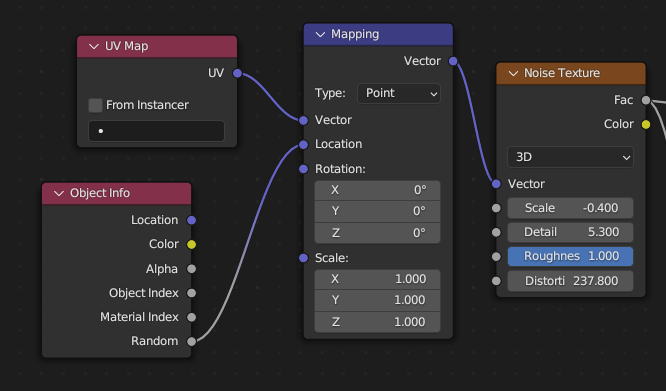 UV Map
UV
From Instancer
Object Info
Location
Color
Alpha
Object Index
Material Index
Random
Mapping
Vector
Type: Point
Vector
Location
Rotation:
X 0°
Y 0°
Z 0°
Scale:
X 1.000
Y 1.000
Z 1.000
Noise Texture
Fac
Color
3D
Vector
Scale -0.400
Detail 5.300
Roughnes 1.000
Distorti 237.800